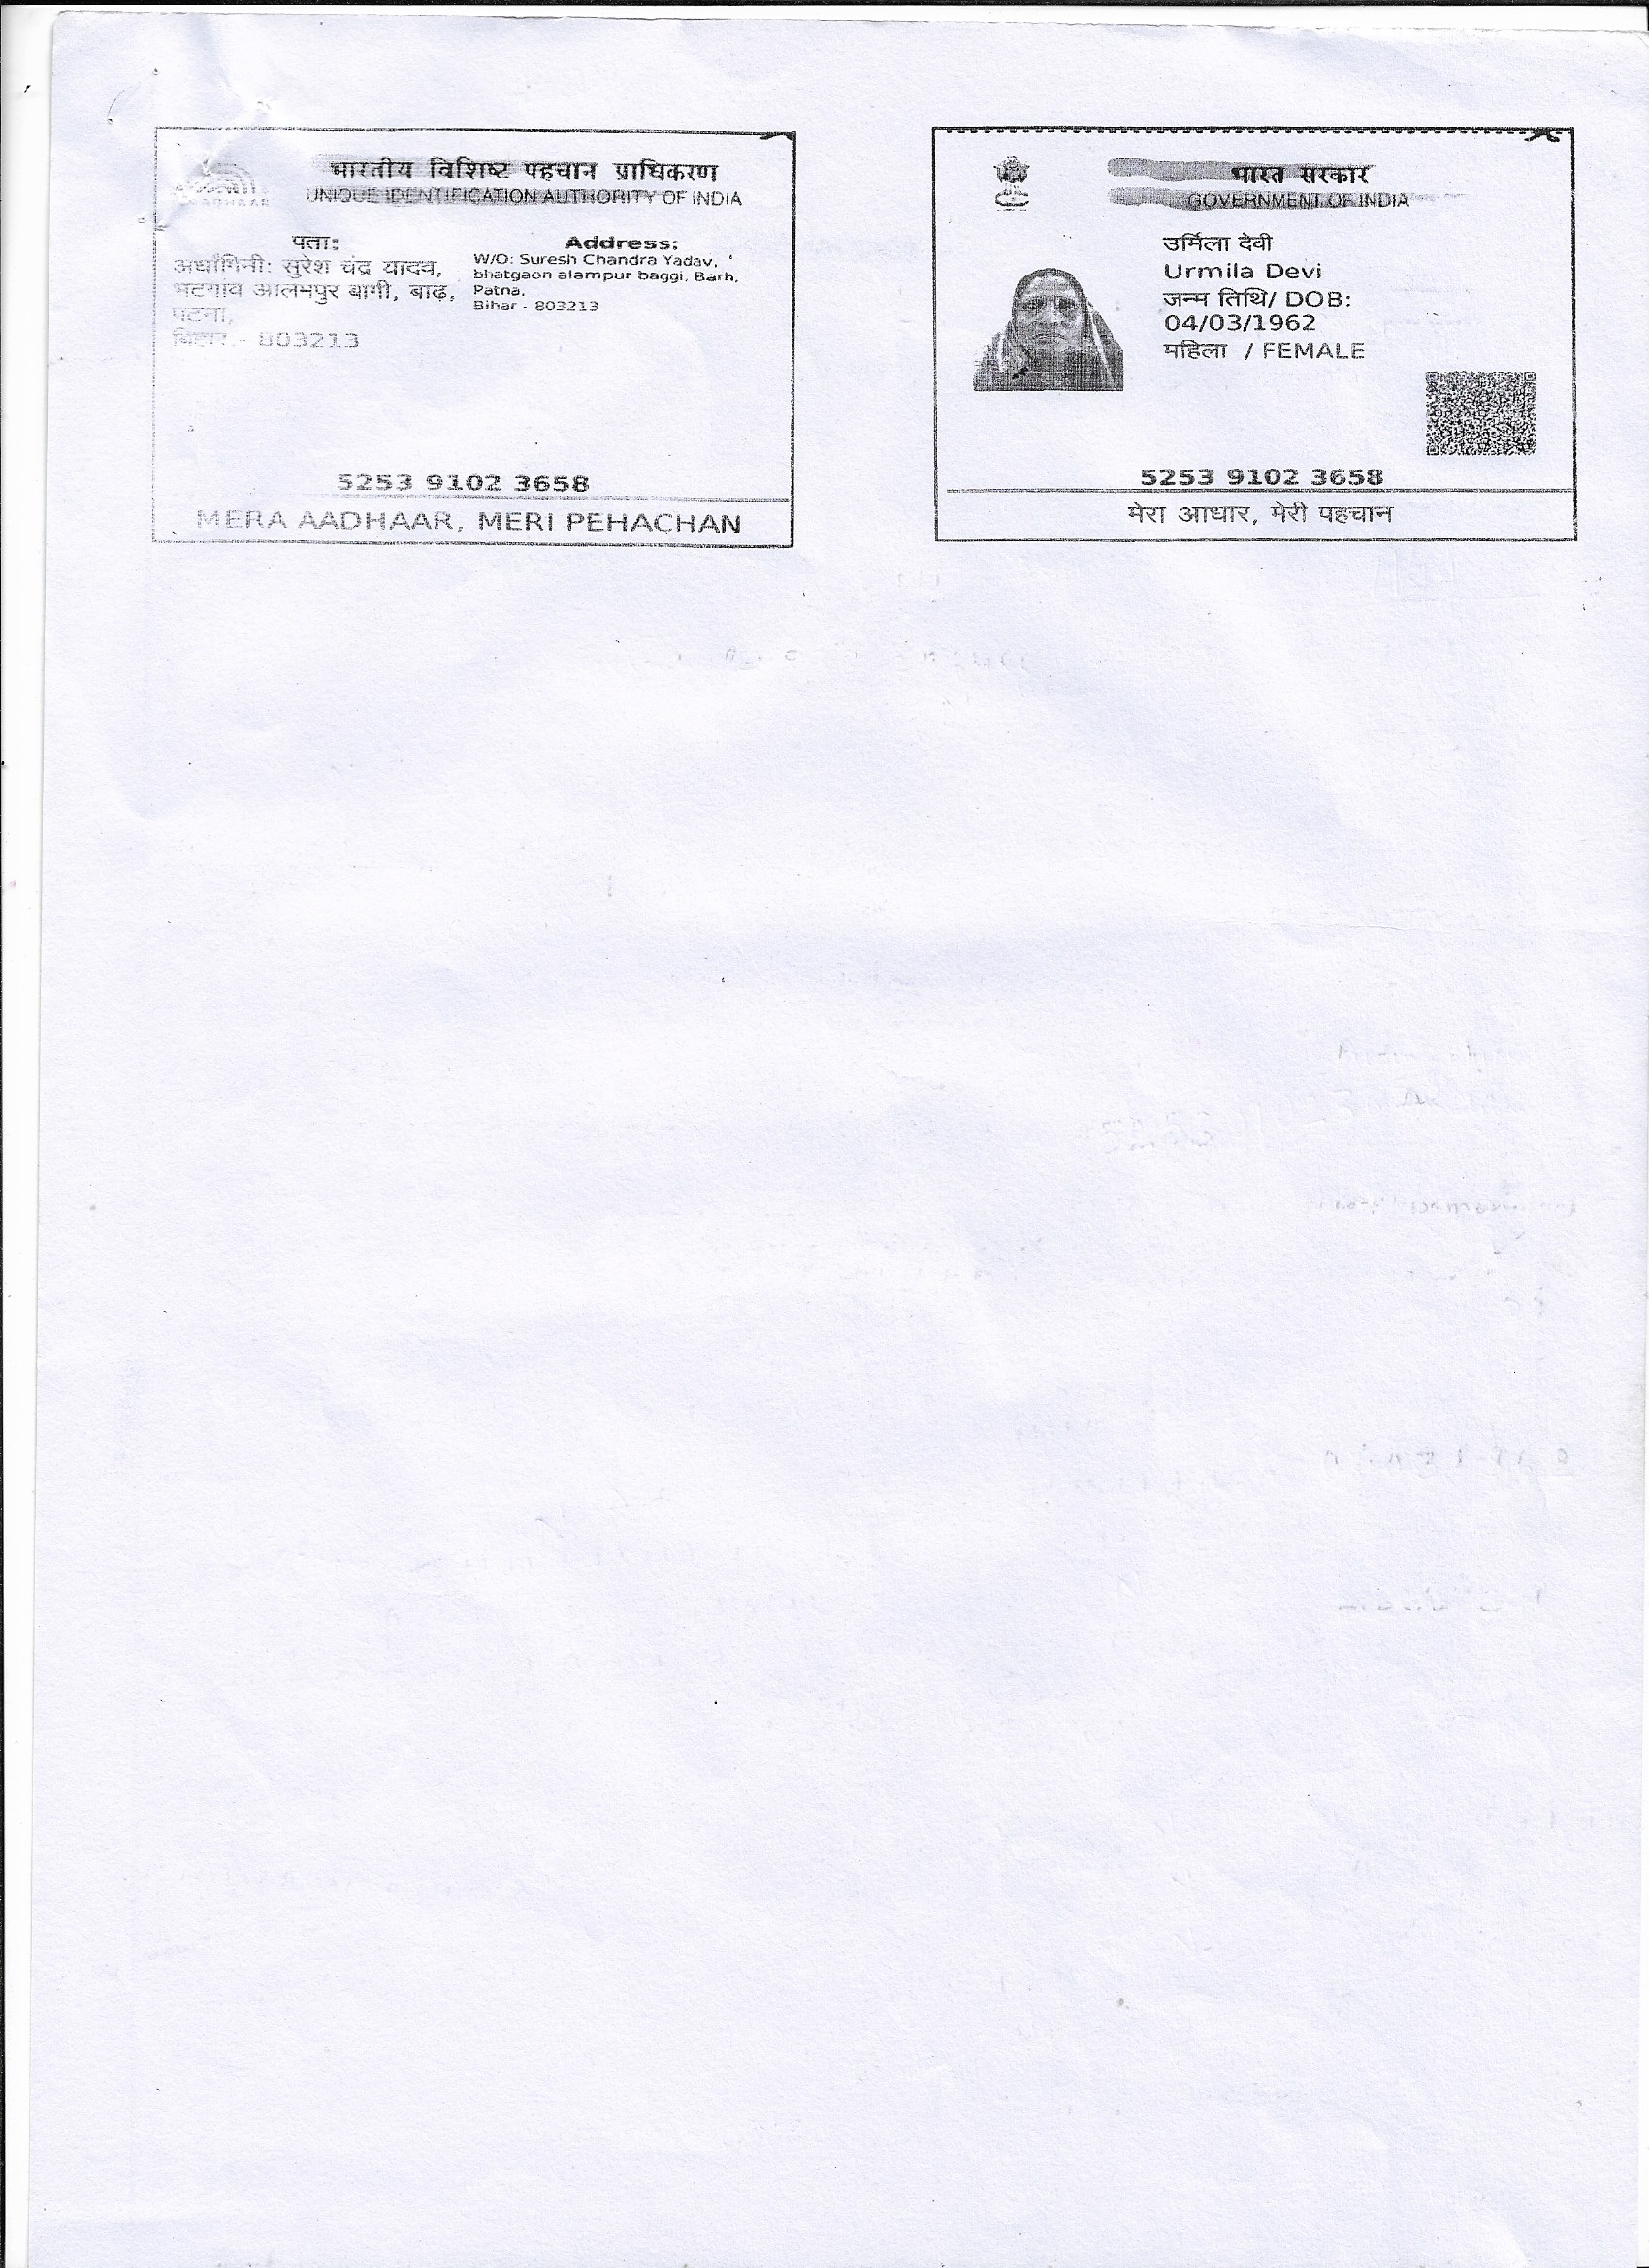 भारतीय विशिष्ट पहचान प्राधिकरण
UNIQUE IDENTIFICATION AUTHORITY OF INDIA
पता:
अर्धांगिनी: सुरेश चंद्र यादव,
भटगाव आलमपुर बागी, बाढ़,
पटना,
बिहार - 803213
Address:
W/O: Suresh Chandra Yadav,
bhatgaon alampur baggi, Barh,
Patna,
Bihar - 803213
5253 9102 3658
MERA AADHAAR, MERI PEHACHAN
भारत सरकार
GOVERNMENT OF INDIA
उर्मिला देवी
Urmila Devi
जन्म तिथि/ DOB:
04/03/1962
महिला / FEMALE
5253 9102 3658
मेरा आधार, मेरी पहचान